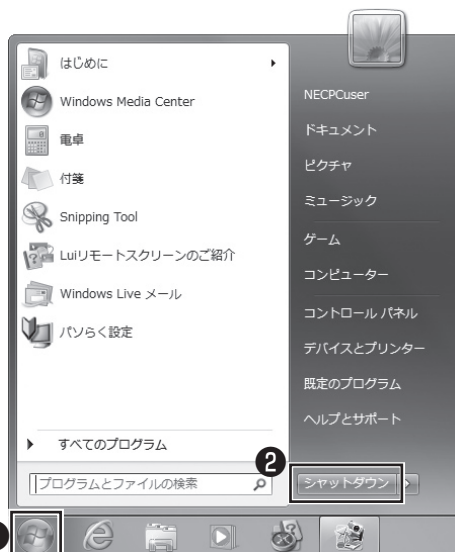 はじめに
Windows Media Center
電卓
付箋
Snipping Tool
Luiリモートスクリーンのご紹介
Windows Live メール
パソらく設定
すべてのプログラム
プログラムとファイルの検索
NECPCuser
ドキュメント
ピクチャ
ミュージック
ゲーム
コンピューター
コントロール パネル
デバイスとプリンター
既定のプログラム
ヘルプとサポート
❷
シャットダウン